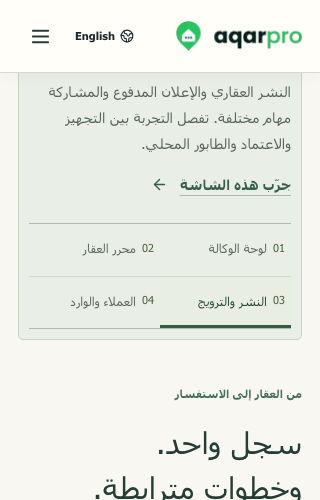 English
aqarpro
النشر العقاري والإعلان المدفوع والمشاركة
مهام مختلفة. تفصل التجربة بين التجهيز
والاعتماد والطابور المحلي.
جرّب هذه الشاشة
01 لوحة الوكالة
02 محرر العقار
03 النشر والترويج
04 العملاء والوارد
من العقار إلى الاستفسار
سجل واحد.
وخطوات مترابطة.